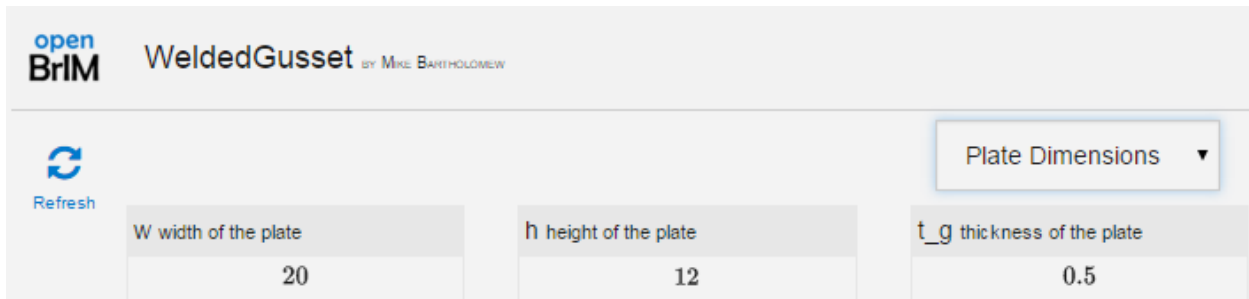 open
BrIM
WeldedGusset BY MIKE BARTHOLOMEW
Plate Dimensions
Refresh
W width of the plate
h height of the plate
t_g thickness of the plate
20
12
0.5